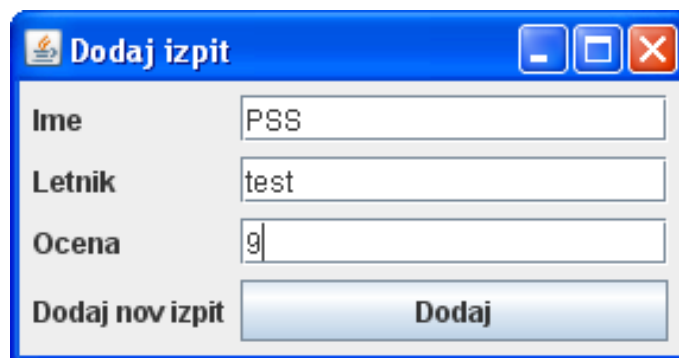 Dodaj izpit
Ime PSS
Letnik test
Ocena 9
Dodaj nov izpit Dodaj